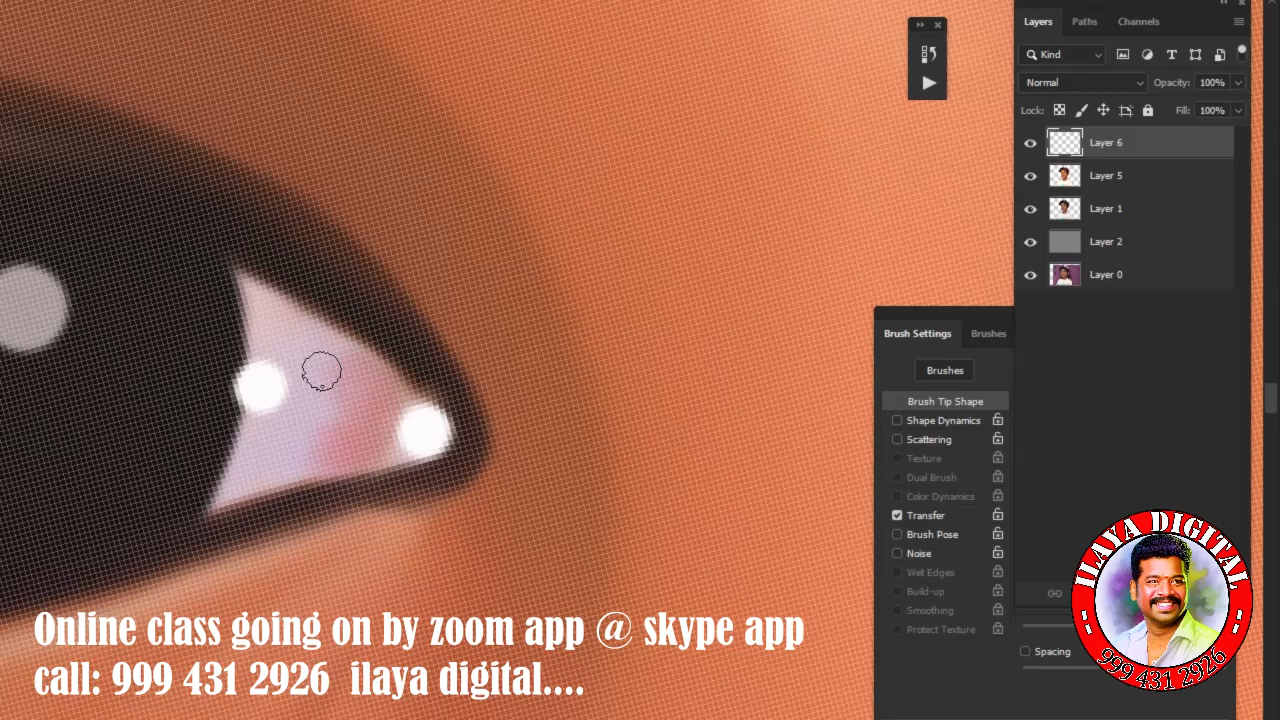 Layers Paths Channels
Kind
Normal Opacity: 100%
Lock: Fill: 100%
Layer 6
Layer 5
Layer 1
Layer 2
Layer 0
Brush Settings Brushes
Brushes
Brush Tip Shape
Shape Dynamics
Scattering
Texture
Dual Brush
Color Dynamics
Transfer
Brush Pose
Noise
Wet Edges
Build-up
Smoothing
Protect Texture
Spacing
ILAYA DIGITAL
999 431 2926
Online class going on by zoom app @ skype app
call: 999 431 2926 ilaya digital....